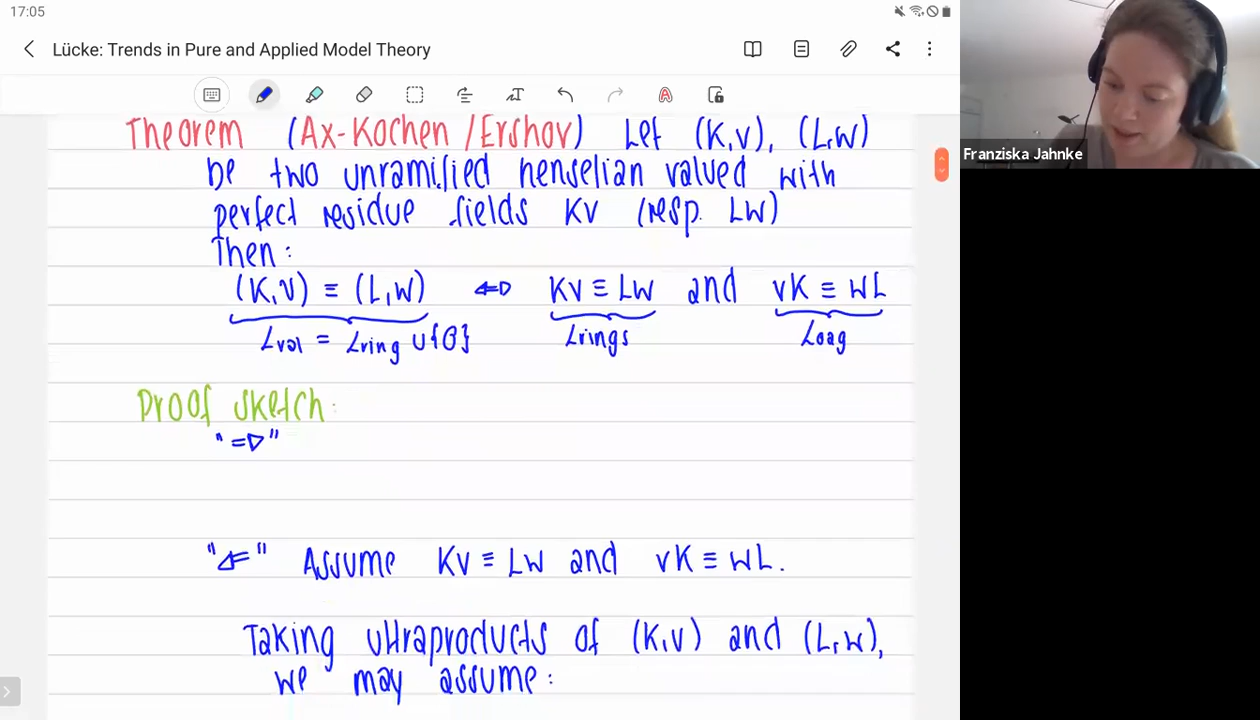 17:05
Lücke: Trends in Pure and Applied Model Theory
Franziska Jahnke
Theorem (Ax-Kochen/Ershov) Let (K,v), (L,w)
be two unramified henselian valued with
perfect residue fields Kv (resp. Lw)
Then:
(K,v) ≡ (L,w) ⇔ Kv ≡ Lw and vK ≡ wL
Lval = Lring ∪{O} Lrings Loag
Proof sketch:
"⇒"
"⇐" Assume Kv ≡ Lw and vK ≡ wL.
Taking ultraproducts of (K,v) and (L,w),
we may assume: